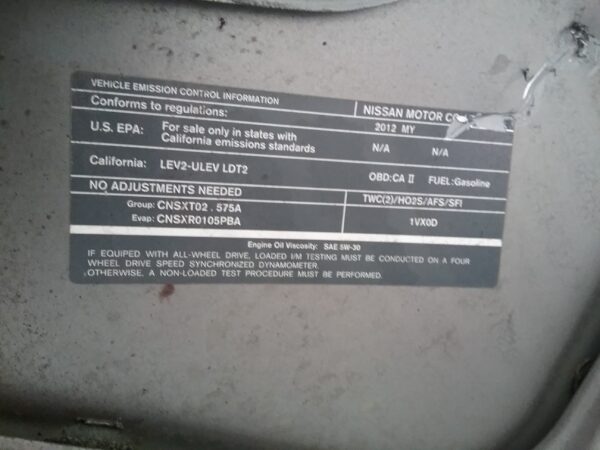 VEHICLE EMISSION CONTROL INFORMATION
Conforms to regulations:
NISSAN MOTOR CO
2012 MY
U.S. EPA: For sale only in states with
California emissions standards
N/A N/A
California: LEV2-ULEV LDT2
OBD:CA II FUEL:Gasoline
NO ADJUSTMENTS NEEDED
TWC(2)/HO2S/AFS/SFI
Group: CNSXT02.575A
Evap: CNSXR0105PBA
1VX0D
Engine Oil Viscosity: SAE 5W-30
IF EQUIPED WITH ALL-WHEEL DRIVE, LOADED I/M TESTING MUST BE CONDUCTED ON A FOUR
WHEEL DRIVE SPEED SYNCHRONIZED DYNAMOMETER.
OTHERWISE, A NON-LOADED TEST PROCEDURE MUST BE PERFORMED.